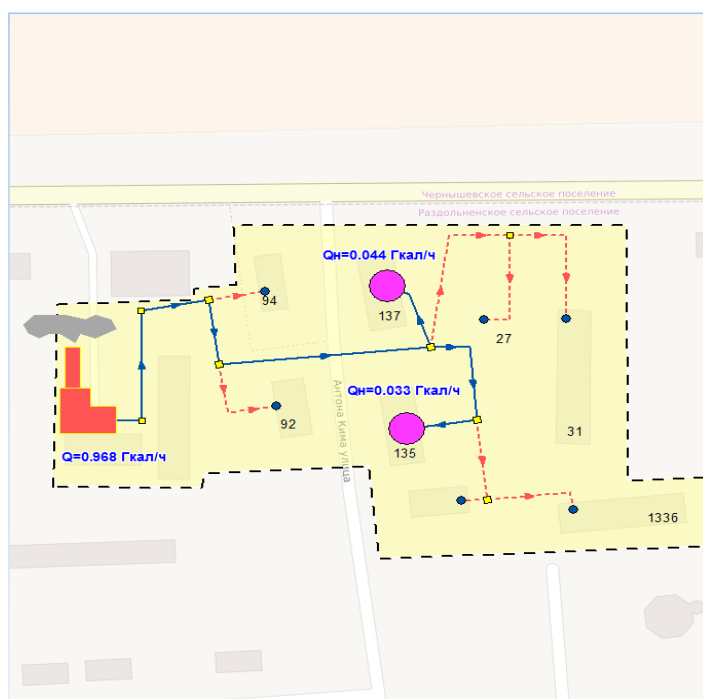 Чернышевское сельское поселение
Раздольненское сельское поселение
Qн=0.044 Гкал/ч
94
137
27
Антона Кима улица
Qн=0.033 Гкал/ч
92
135
31
Q=0.968 Гкал/ч
133б